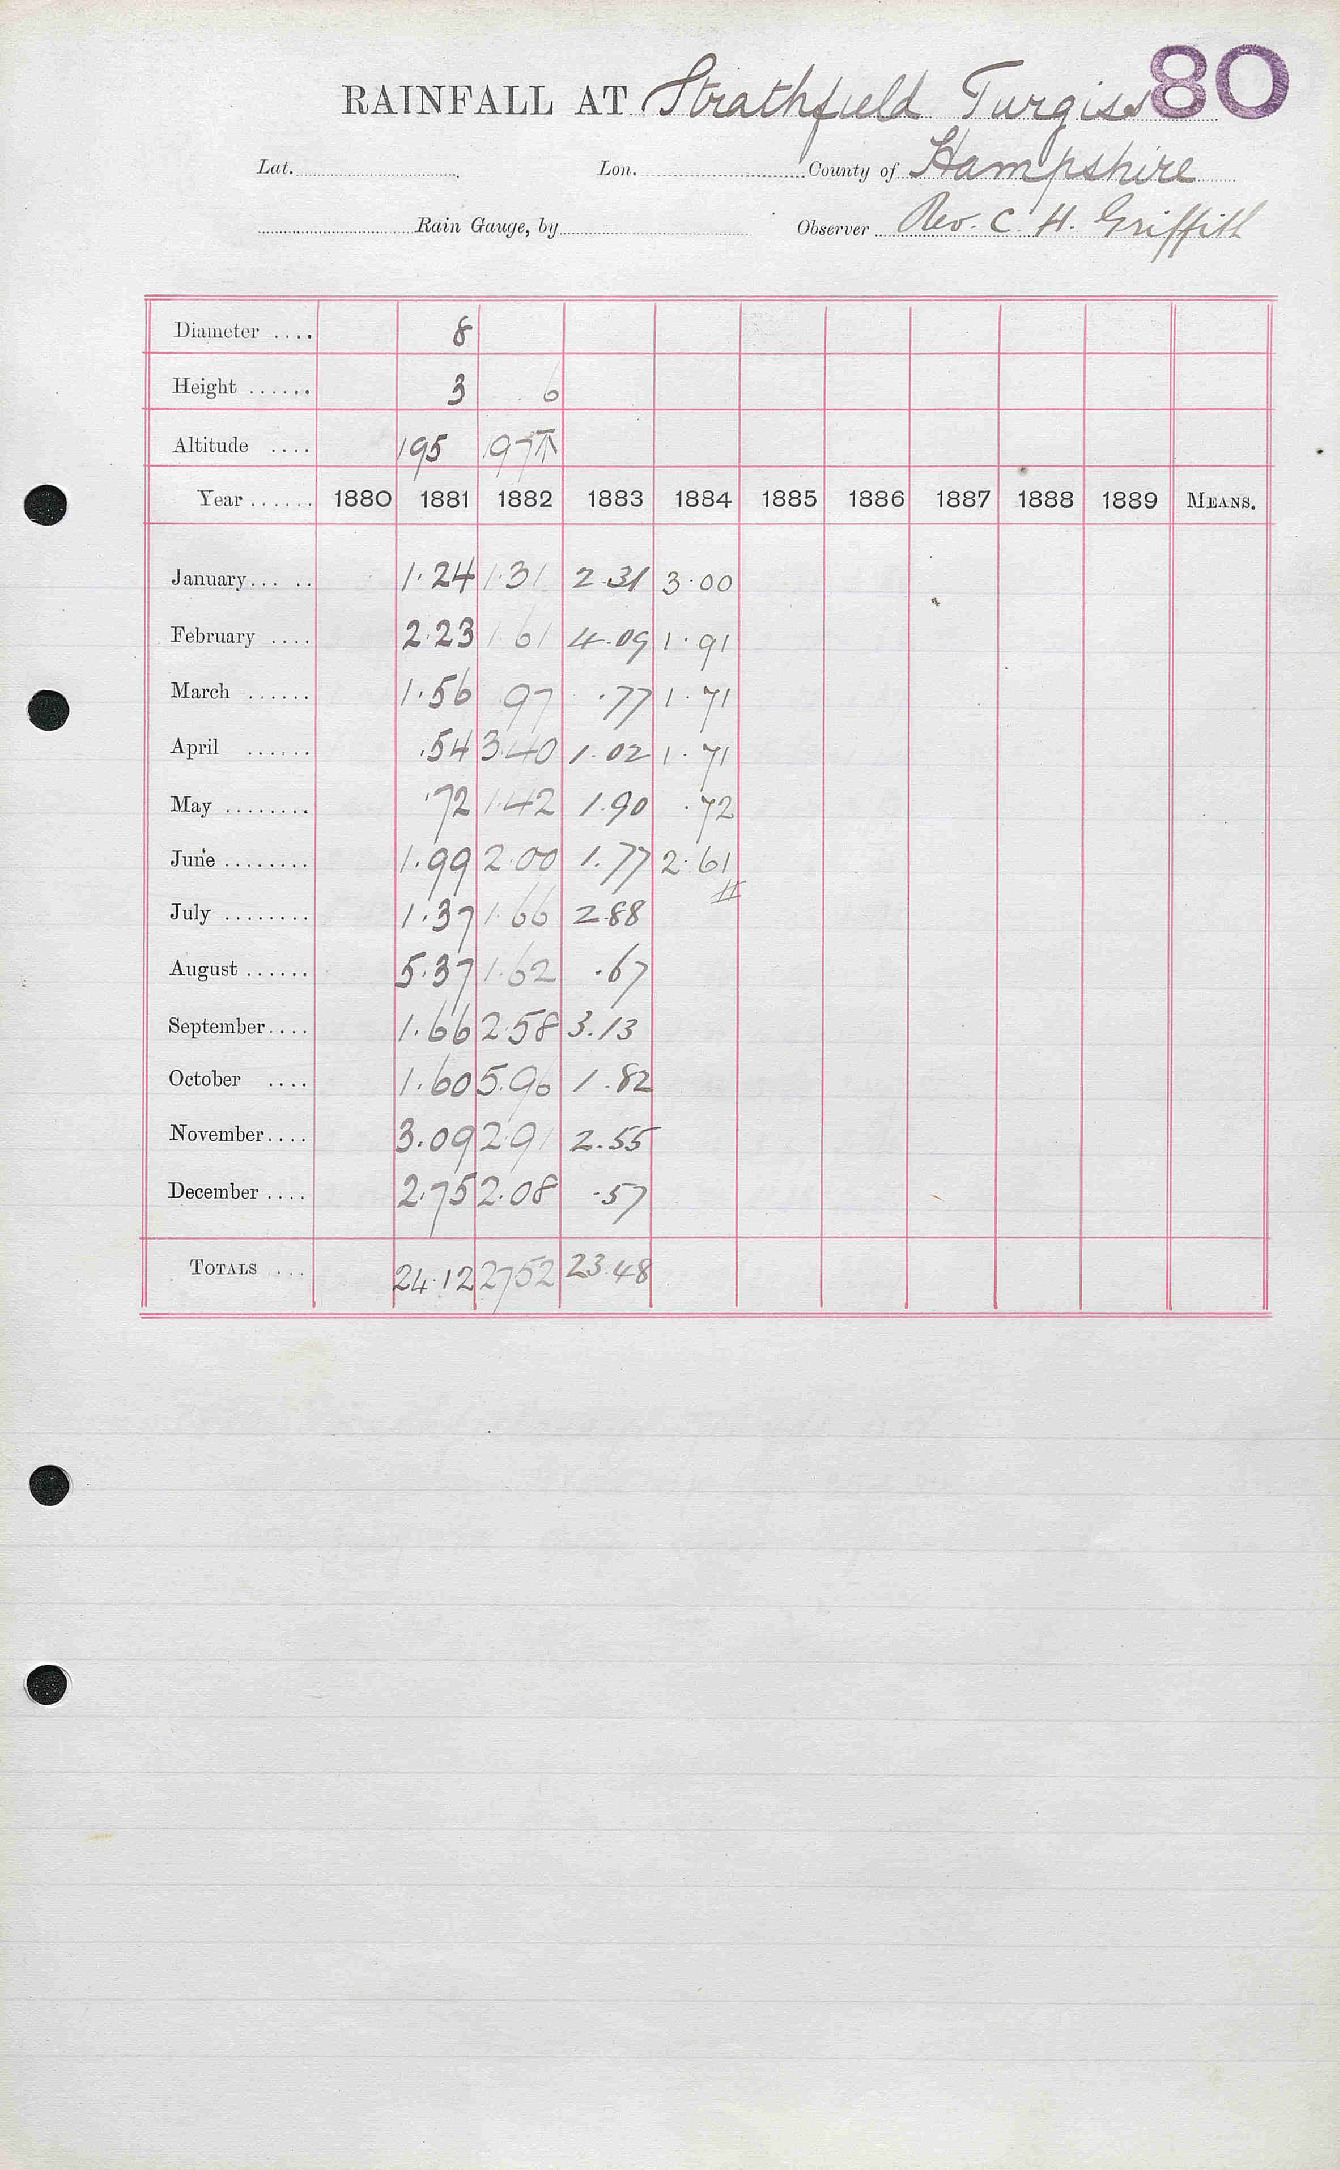 RAINFALL AT Strathfield Turgiss 80
Lat. Lon. County of Hampshire
Rain Gauge, by Observer Rev. C. H. Griffith
Diameter .... 8
Height ...... 3 6
Altitude .... 195 197 T
Year ...... 1880 1881 1882 1883 1884 1885 1886 1887 1888 1889 MEANS.
January... .. 1.24 1.31 2.31 3.00
February .... 2.23 1.61 4.09 1.91
March ...... 1.56 97 .77 1.71
April ...... .54 3.40 1.02 1.71
May ........ .72 1.42 1.90 .72
June ........ 1.99 2.00 1.77 2.61
July ........ 1.37 1.66 2.88
August ...... 5.37 1.62 .67
September.... 1.66 2.58 3.13
October .... 1.60 5.96 1.82
November.... 3.09 2.91 2.55
December .... 2.75 2.08 .57
TOTALS ... 24.12 27 52 23.48